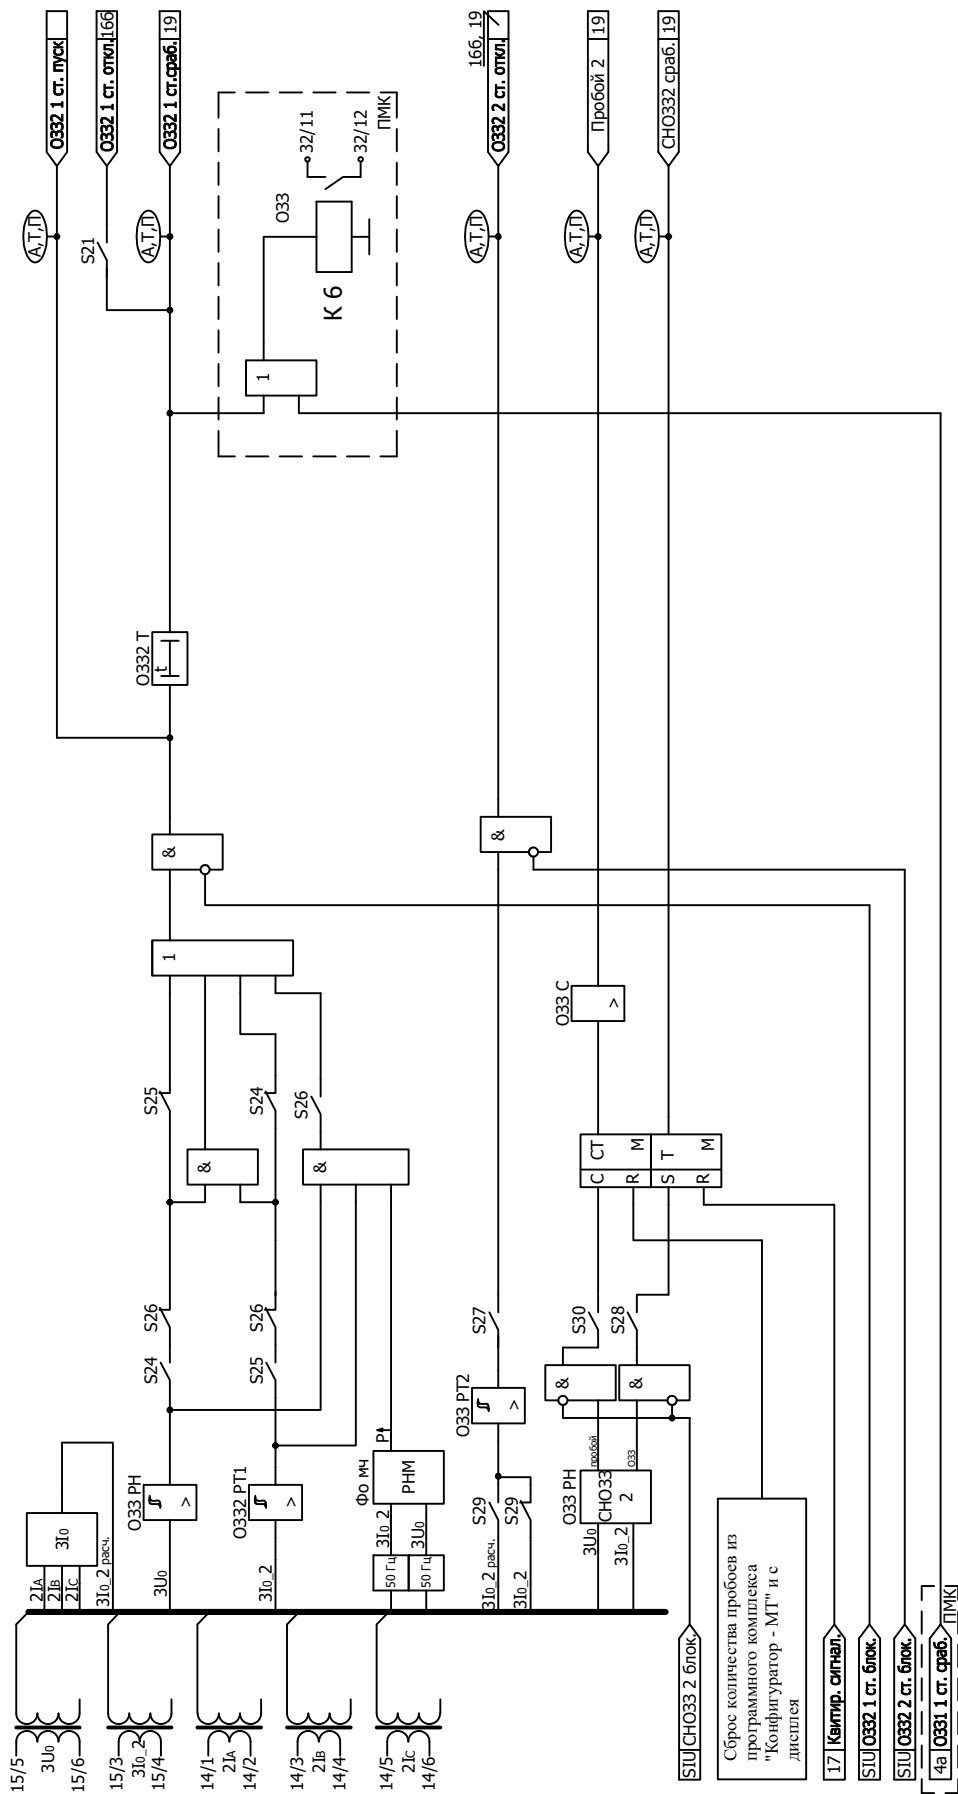 ОЗЗ2 1 ст. пуск
ОЗЗ2 1 ст. откл. 16б
ОЗЗ2 1 ст.сраб. 19
16б, 19
ОЗЗ2 2 ст. откл.
Пробой 2 19
СНОЗЗ2 сраб. 19
А,Т,П
S21
А,Т,П
А,Т,П
А,Т,П
А,Т,П
ПМК
32/11
32/12
ОЗЗ
К 6
1
ОЗЗ2 Т
t
&
&
1
ОЗЗ С
>
S25
S24
S26
&
&
С СТ
R М
S Т
R М
S26
S24
S26
S25
S27
S30
S28
&
&
ОЗЗ РТ2
>
3I0
2IA
2IB
2IC
3I0_2 расч.
ОЗЗ РН
>
3U0
ОЗЗ2 РТ1
>
3I0_2
Фо мч
РНМ
P
3I0_2
3U0
50 Гц
50 Гц
S29
S29
3I0_2 расч.
3I0_2
ОЗЗ РН
СНОЗЗ
2
пробой
ОЗЗ
3U0
3I0_2
15/5
3U0
15/6
15/3
3I0_2
15/4
14/1
2IA
14/2
14/3
2IB
14/4
14/5
2IC
14/6
SIU СНОЗЗ 2 блок.
Сброс количества пробоев из
программного комплекса
"Конфигуратор - МТ" и с
дисплея
17 Квитир. сигнал.
SIU ОЗЗ2 1 ст. блок.
SIU ОЗЗ2 2 ст. блок.
4а ОЗЗ1 1 ст. сраб.
ПМК